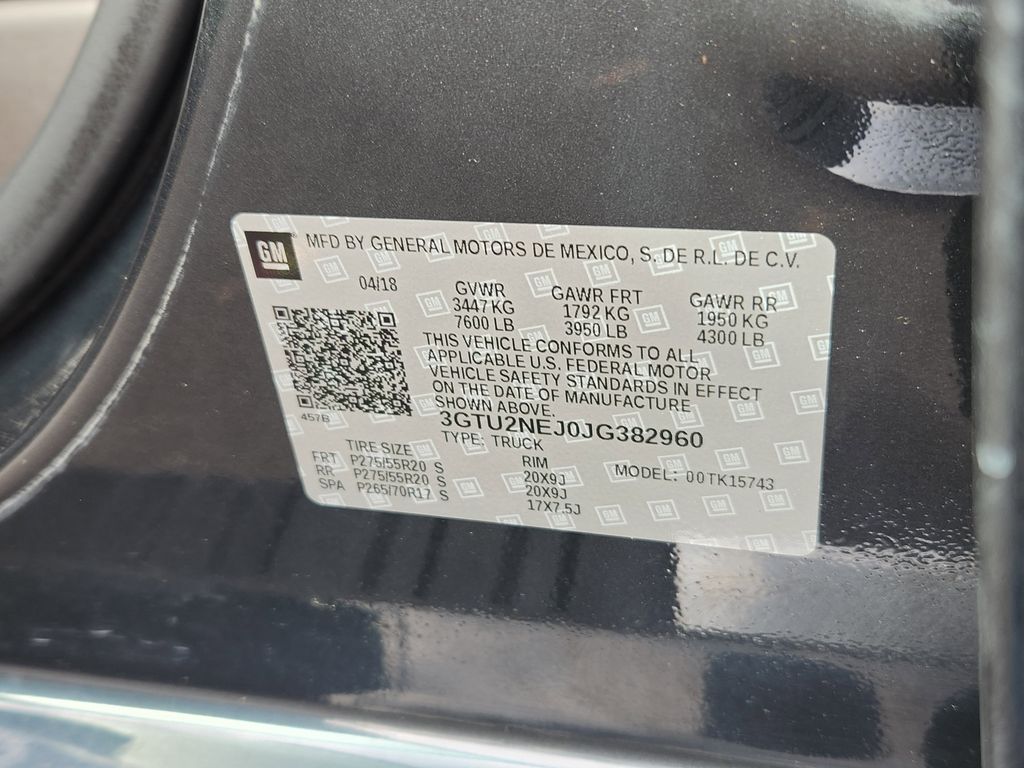 GM MFD BY GENERAL MOTORS DE MEXICO, S. DE R.L. DE C.V.
04/18 GVWR GAWR FRT GAWR RR
3447 KG 1792 KG 1950 KG
7600 LB 3950 LB 4300 LB
THIS VEHICLE CONFORMS TO ALL
APPLICABLE U.S. FEDERAL MOTOR
VEHICLE SAFETY STANDARDS IN EFFECT
ON THE DATE OF MANUFACTURE
SHOWN ABOVE.
457B
3GTU2NEJ0JG382960
TYPE: TRUCK
MODEL: 00TK15743
TIRE SIZE RIM
FRT P275/55R20 S 20X9J
RR P275/55R20 S 20X9J
SPA P265/70R17 S 17X7.5J